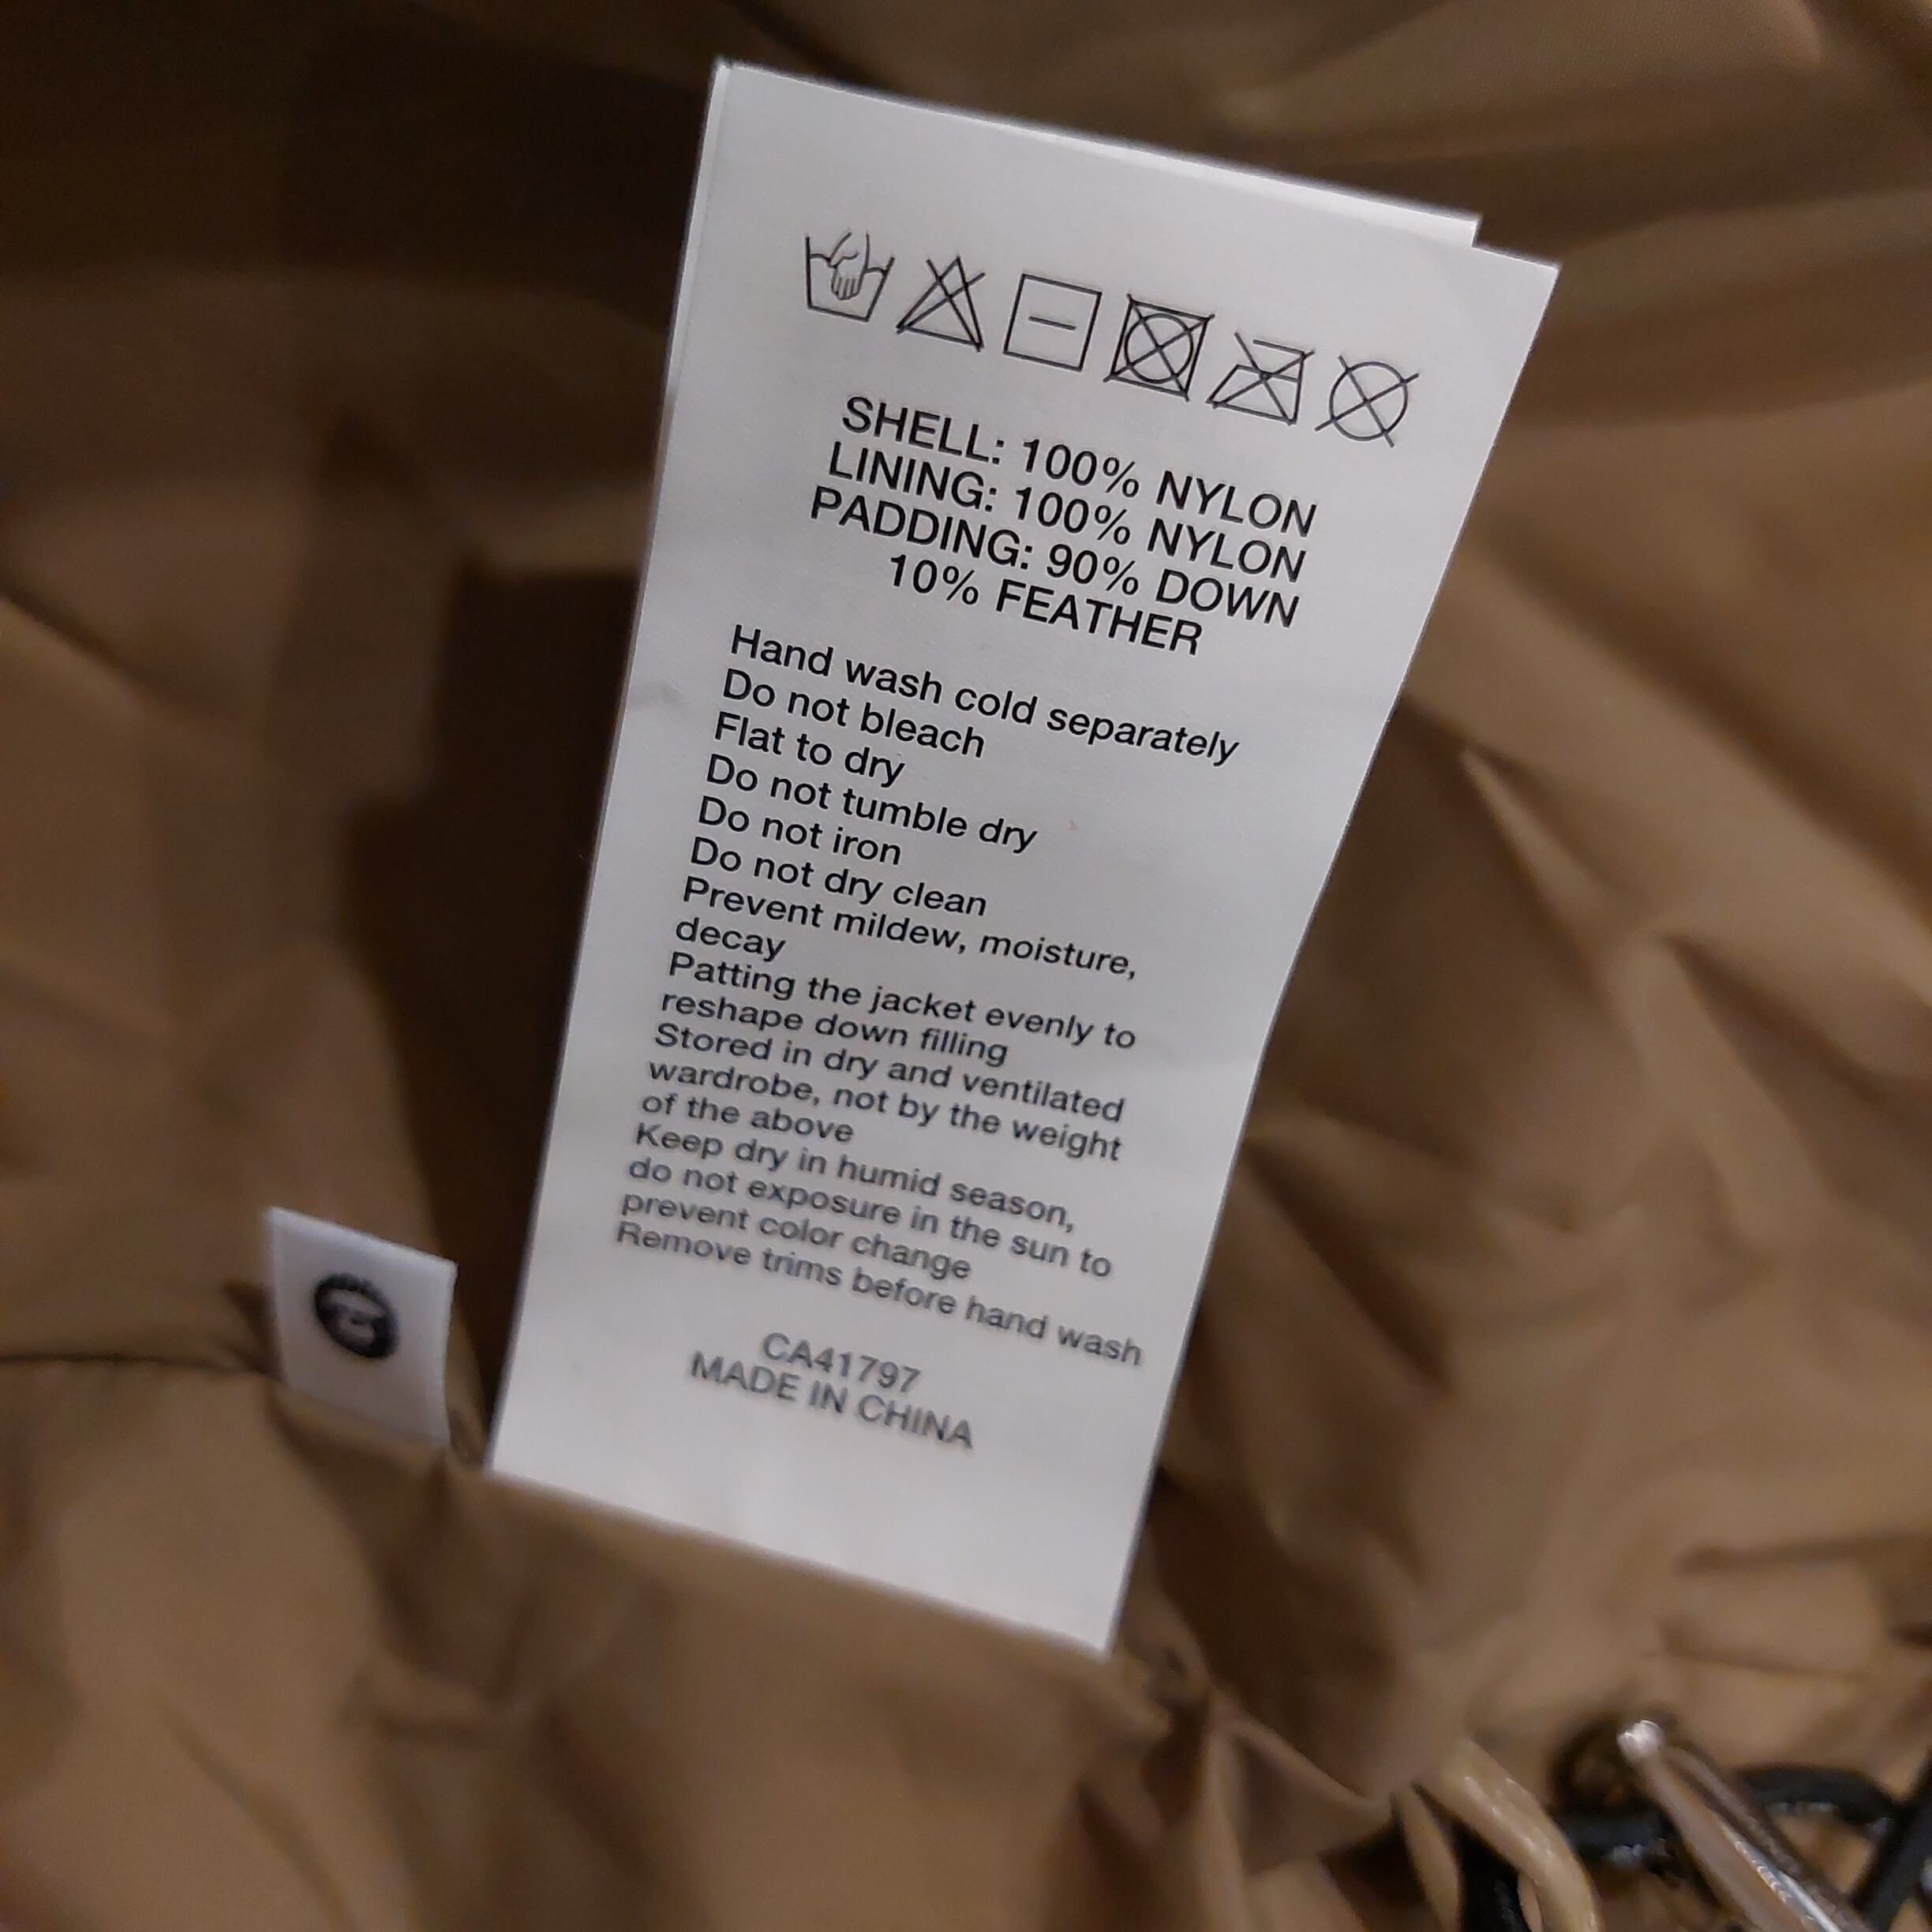 SHELL: 100% NYLON
LINING: 100% NYLON
PADDING: 90% DOWN
10% FEATHER
Hand wash cold separately
Do not bleach
Flat to dry
Do not tumble dry
Do not iron
Do not dry clean
Prevent mildew, moisture,
decay
Patting the jacket evenly to
reshape down filling
Stored in dry and ventilated
wardrobe, not by the weight
of the above
Keep dry in humid season,
do not exposure in the sun to
prevent color change
Remove trims before hand wash
CA41797
MADE IN CHINA